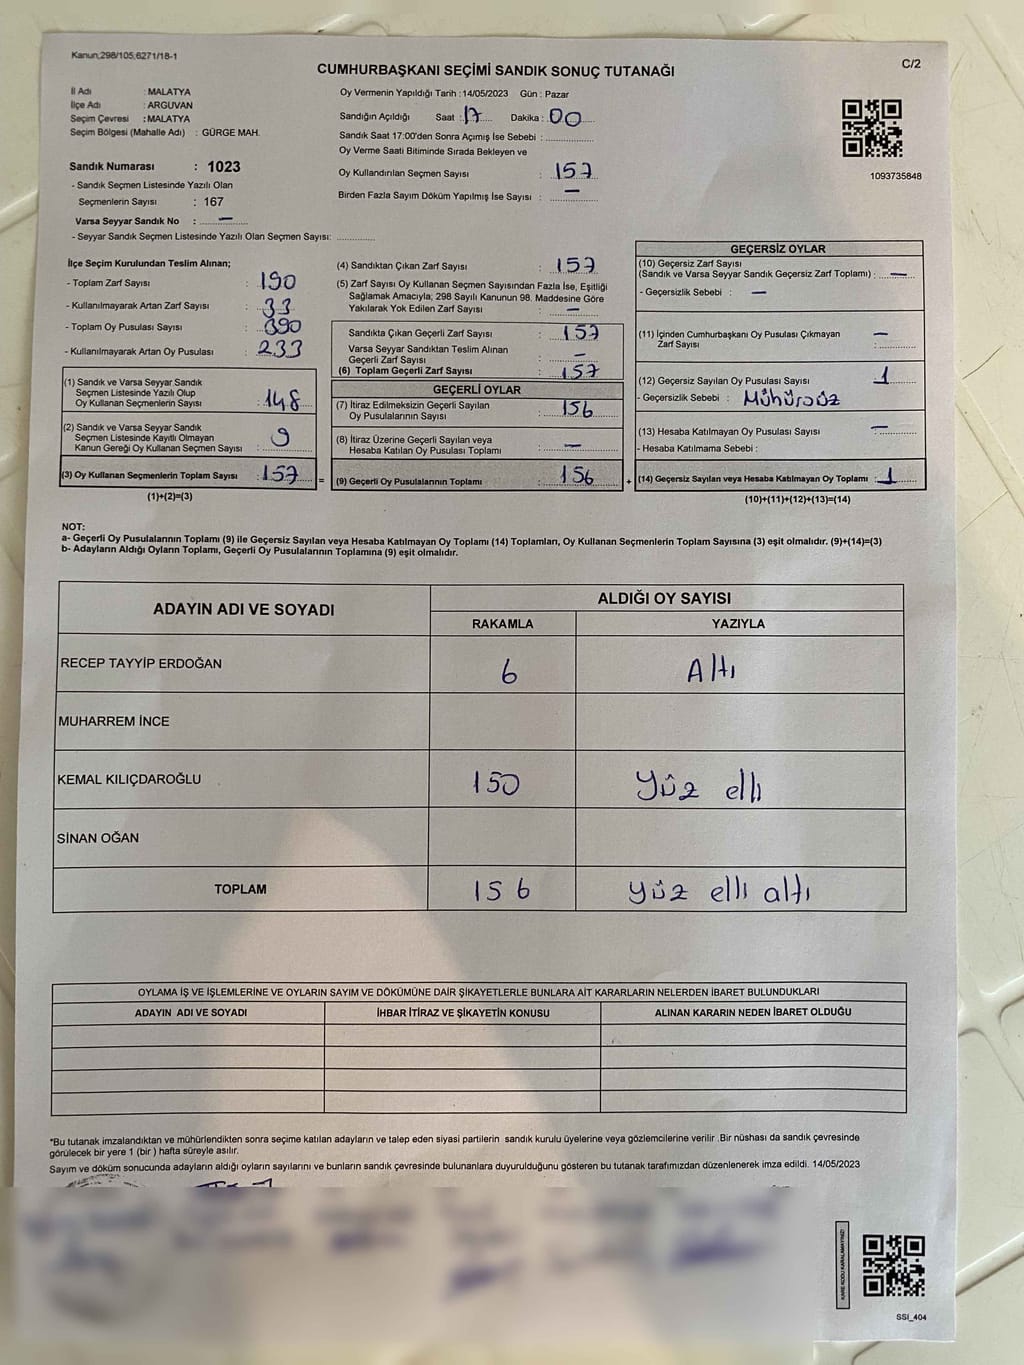 Kanun;298/105;6271/18-1
C/2
CUMHURBAŞKANI SEÇİMİ SANDIK SONUÇ TUTANAĞI
İl Adı : MALATYA
İlçe Adı : ARGUVAN
Seçim Çevresi : MALATYA
Seçim Bölgesi (Mahalle Adı) : GÜRGE MAH.
Sandık Numarası : 1023
- Sandık Seçmen Listesinde Yazılı Olan
Seçmenlerin Sayısı : 167
Varsa Seyyar Sandık No : —
- Seyyar Sandık Seçmen Listesinde Yazılı Olan Seçmen Sayısı: ..............
Oy Vermenin Yapıldığı Tarih : 14/05/2023 Gün : Pazar
Sandığın Açıldığı Saat : 17 Dakika : 00
Sandık Saat 17:00'den Sonra Açımış İse Sebebi : ..............
Oy Verme Saati Bitiminde Sırada Bekleyen ve
Oy Kullandırılan Seçmen Sayısı : 157
Birden Fazla Sayım Döküm Yapılmış İse Sayısı : —
1093735848
İlçe Seçim Kurulundan Teslim Alınan;
- Toplam Zarf Sayısı : 190
- Kullanılmayarak Artan Zarf Sayısı : 33
- Toplam Oy Pusulası Sayısı : 390
- Kullanılmayarak Artan Oy Pusulası : 233
(1) Sandık ve Varsa Seyyar Sandık
Seçmen Listesinde Yazılı Olup
Oy Kullanan Seçmenlerin Sayısı : 148
(2) Sandık ve Varsa Seyyar Sandık
Seçmen Listesinde Kayıtlı Olmayan
Kanun Gereği Oy Kullanan Seçmen Sayısı : 9
(3) Oy Kullanan Seçmenlerin Toplam Sayısı : 157 =
(1)+(2)=(3)
(4) Sandıktan Çıkan Zarf Sayısı : 157
(5) Zarf Sayısı Oy Kullanan Seçmen Sayısından Fazla İse, Eşitliği
Sağlamak Amacıyla; 298 Sayılı Kanunun 98. Maddesine Göre
Yakılarak Yok Edilen Zarf Sayısı : —
Sandıkta Çıkan Geçerli Zarf Sayısı : 157
Varsa Seyyar Sandıktan Teslim Alınan
Geçerli Zarf Sayısı : —
(6) Toplam Geçerli Zarf Sayısı : 157
GEÇERLİ OYLAR
(7) İtiraz Edilmeksizin Geçerli Sayılan
Oy Pusulalarının Sayısı : 156
(8) İtiraz Üzerine Geçerli Sayılan veya
Hesaba Katılan Oy Pusulası Toplamı : —
(9) Geçerli Oy Pusulalarının Toplamı : 156 +
GEÇERSİZ OYLAR
(10) Geçersiz Zarf Sayısı
(Sandık ve Varsa Seyyar Sandık Geçersiz Zarf Toplamı) : —
- Geçersizlik Sebebi : —
(11) İçinden Cumhurbaşkanı Oy Pusulası Çıkmayan
Zarf Sayısı : —
(12) Geçersiz Sayılan Oy Pusulası Sayısı : 1
- Geçersizlik Sebebi : Mühürsüz
(13) Hesaba Katılmayan Oy Pusulası Sayısı : —
- Hesaba Katılmama Sebebi :
(14) Geçersiz Sayılan veya Hesaba Katılmayan Oy Toplamı : 1
(10)+(11)+(12)+(13)=(14)
NOT:
a- Geçerli Oy Pusulalarının Toplamı (9) ile Geçersiz Sayılan veya Hesaba Katılmayan Oy Toplamı (14) Toplamları, Oy Kullanan Seçmenlerin Toplam Sayısına (3) eşit olmalıdır. (9)+(14)=(3)
b- Adayların Aldığı Oyların Toplamı, Geçerli Oy Pusulalarının Toplamına (9) eşit olmalıdır.
ADAYIN ADI VE SOYADI
ALDIĞI OY SAYISI
RAKAMLA YAZIYLA
RECEP TAYYİP ERDOĞAN 6 Altı
MUHARREM İNCE
KEMAL KILIÇDAROĞLU 150 Yüz elli
SİNAN OĞAN
TOPLAM 156 yüz elli altı
OYLAMA İŞ VE İŞLEMLERİNE VE OYLARIN SAYIM VE DÖKÜMÜNE DAİR ŞİKAYETLERLE BUNLARA AİT KARARLARIN NELERDEN İBARET BULUNDUKLARI
ADAYIN ADI VE SOYADI İHBAR İTİRAZ VE ŞİKAYETİN KONUSU ALINAN KARARIN NEDEN İBARET OLDUĞU
*Bu tutanak imzalandıktan ve mühürlendikten sonra seçime katılan adayların ve talep eden siyasi partilerin sandık kurulu üyelerine veya gözlemcilerine verilir .Bir nüshası da sandık çevresinde
görülecek bir yere 1 (bir ) hafta süreyle asılır.
Sayım ve döküm sonucunda adayların aldığı oyların sayılarını ve bunların sandık çevresinde bulunanlara duyurulduğunu gösteren bu tutanak tarafımızdan düzenlenerek imza edildi. 14/05/2023
KARE KODU KARALAMAYINIZ!
SSI_404